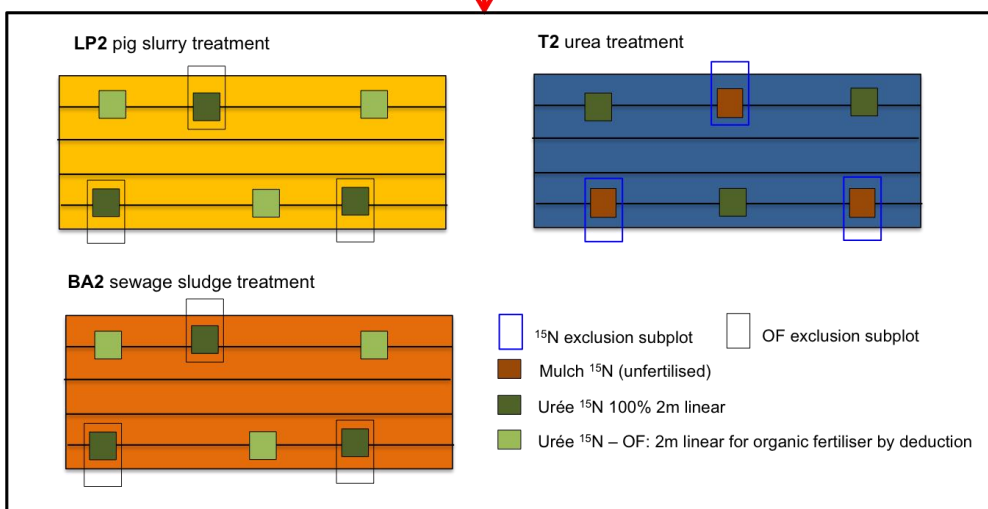 LP2 pig slurry treatment
T2 urea treatment
BA2 sewage sludge treatment
15N exclusion subplot
OF exclusion subplot
Mulch 15N (unfertilised)
Urée 15N 100% 2m linear
Urée 15N – OF: 2m linear for organic fertiliser by deduction